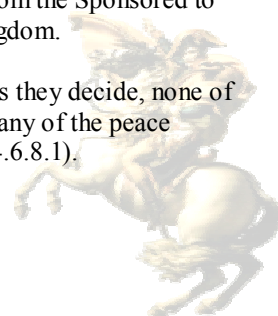 om the Sponsored to
gdom.
s they decide, none of
any of the peace
.6.8.1).